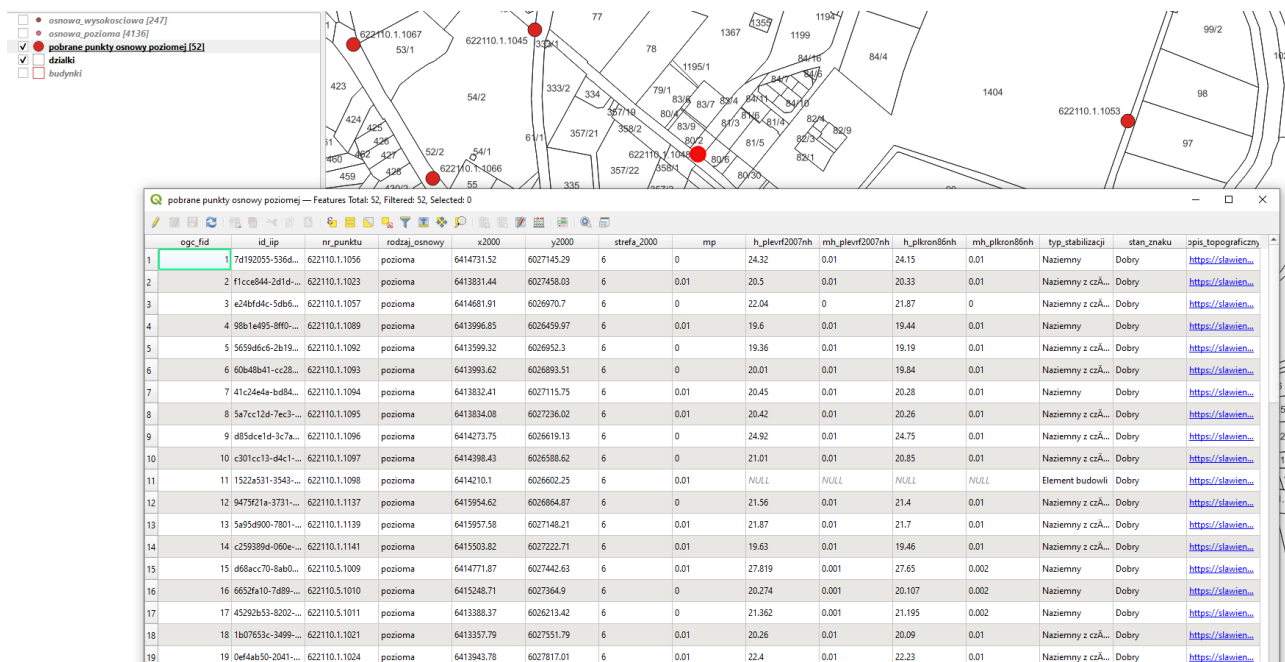 osnowa_wysokosciowa [247]
osnowa_pozioma [4136]
pobrane punkty osnowy poziomej [52]
dzialki
budynki
77
1355
1194
99/2
622110.1.1067
622110.1.1045
333/1
1367
1199
53/1
78
84/16
84/4
1195/1
84/7
84/6
423
333/2
334
79/1
83/6
83/7
83/4
84/11
84/10
1404
98
54/2
622110.1.1053
424
425
357/19
80/4
81/6
82/4
426
61/1
357/21
358/2
83/9
81/3
81/4
82/9
80/2
81/5
82/3
97
460
462
427
52/2
54/1
622110.1.1048
80/6
82/1
459
428
622110.1.1066
357/22
358/1
55
335
80/30
pobrane punkty osnowy poziomej — Features Total: 52, Filtered: 52, Selected: 0
ogc_fid id_iip nr_punktu rodzaj_osnowy x2000 y2000 strefa_2000 mp h_plevrf2007nh mh_plevrf2007nh h_plkron86nh mh_plkron86nh typ_stabilizacji stan_znaku opis_topograficzny
1 1 7d192055-536d... 622110.1.1056 pozioma 6414731.52 6027145.29 6 0 24.32 0.01 24.15 0.01 Naziemny Dobry https://slawien...
2 2 f1cce844-2d1d-... 622110.1.1023 pozioma 6413831.44 6027458.03 6 0.01 20.5 0.01 20.33 0.01 Naziemny z czÄ... Dobry https://slawien...
3 3 e24bfd4c-5db6... 622110.1.1057 pozioma 6414681.91 6026970.7 6 0 22.04 0 21.87 0 Naziemny Dobry https://slawien...
4 4 98b1e495-8ff0-... 622110.1.1089 pozioma 6413996.85 6026459.97 6 0.01 19.6 0.01 19.44 0.01 Naziemny Dobry https://slawien...
5 5 5659d6c6-2b19... 622110.1.1092 pozioma 6413599.32 6026952.3 6 0 19.36 0.01 19.19 0.01 Naziemny z czÄ... Dobry https://slawien...
6 6 60b48b41-cc28... 622110.1.1093 pozioma 6413993.62 6026893.51 6 0 20.01 0.01 19.84 0.01 Naziemny z czÄ... Dobry https://slawien...
7 7 41c24e4a-bd84... 622110.1.1094 pozioma 6413832.41 6027115.75 6 0.01 20.45 0.01 20.28 0.01 Naziemny z czÄ... Dobry https://slawien...
8 8 5a7cc12d-7ec3-... 622110.1.1095 pozioma 6413834.08 6027236.02 6 0.01 20.42 0.01 20.26 0.01 Naziemny z czÄ... Dobry https://slawien...
9 9 d85dce1d-3c7a... 622110.1.1096 pozioma 6414273.75 6026619.13 6 0 24.92 0.01 24.75 0.01 Naziemny z czÄ... Dobry https://slawien...
10 10 c301cc13-d4c1-... 622110.1.1097 pozioma 6414398.43 6026588.62 6 0 21.01 0.01 20.85 0.01 Naziemny z czÄ... Dobry https://slawien...
11 11 1522a531-3543-... 622110.1.1098 pozioma 6414210.1 6026602.25 6 0.01 NULL NULL NULL NULL Element budowli Dobry https://slawien...
12 12 9475f21a-3731-... 622110.1.1137 pozioma 6415954.62 6026864.87 6 0 21.56 0.01 21.4 0.01 Naziemny z czÄ... Dobry https://slawien...
13 13 5a95d900-7801-... 622110.1.1139 pozioma 6415957.58 6027148.21 6 0.01 21.87 0.01 21.7 0.01 Naziemny z czÄ... Dobry https://slawien...
14 14 c259389d-060e-... 622110.1.1141 pozioma 6415503.82 6027222.71 6 0.01 19.63 0.01 19.46 0.01 Naziemny z czÄ... Dobry https://slawien...
15 15 d68acc70-8ab0... 622110.5.1009 pozioma 6414771.87 6027442.63 6 0.01 27.819 0.001 27.65 0.002 Naziemny Dobry https://slawien...
16 16 6652fa10-7d89-... 622110.5.1010 pozioma 6415248.71 6027364.9 6 0 20.274 0.001 20.107 0.002 Naziemny Dobry https://slawien...
17 17 45292b53-8202-... 622110.5.1011 pozioma 6413388.37 6026213.42 6 0 21.362 0.001 21.195 0.002 Naziemny Dobry https://slawien...
18 18 1b07653c-3499-... 622110.1.1021 pozioma 6413357.79 6027551.79 6 0.01 20.26 0.01 20.09 0.01 Naziemny z czÄ... Dobry https://slawien...
19 19 0ef4ab50-2041-... 622110.1.1024 pozioma 6413943.78 6027817.01 6 0.01 22.4 0.01 22.23 0.01 Naziemny z czÄ... Dobry https://slawien...